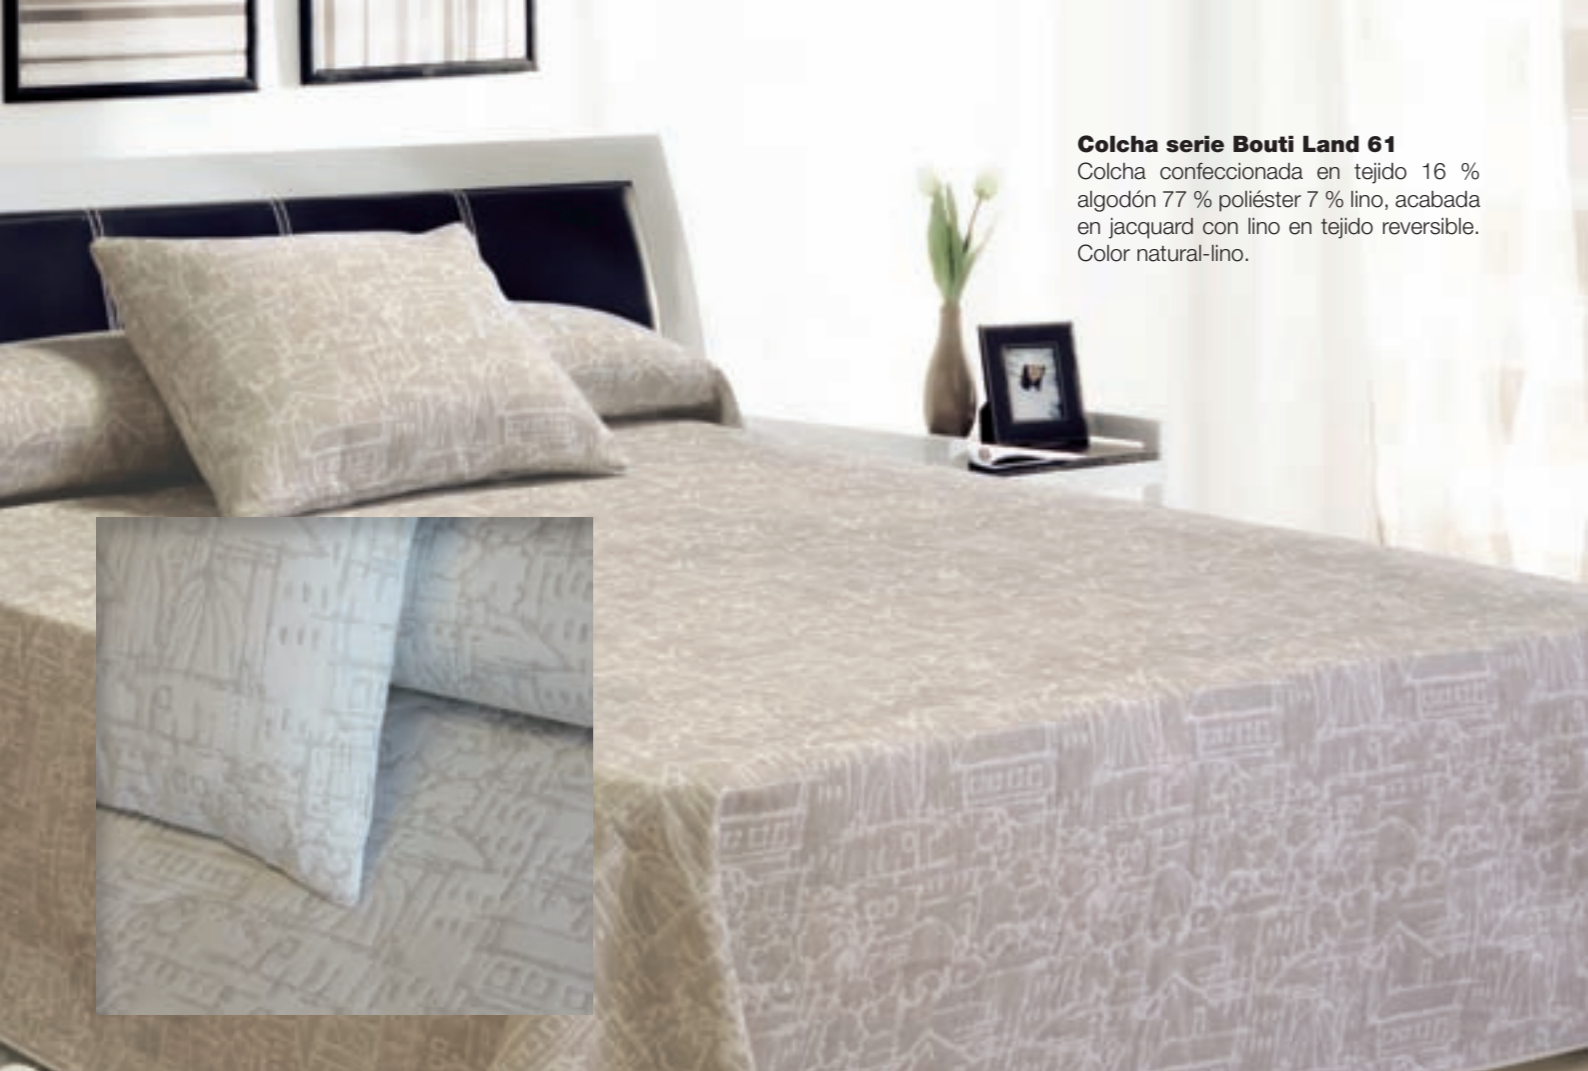 Colcha serie Bouti Land 61
Colcha confeccionada en tejido 16 %
algodón 77 % poliéster 7 % lino, acabada
en jacquard con lino en tejido reversible.
Color natural-lino.